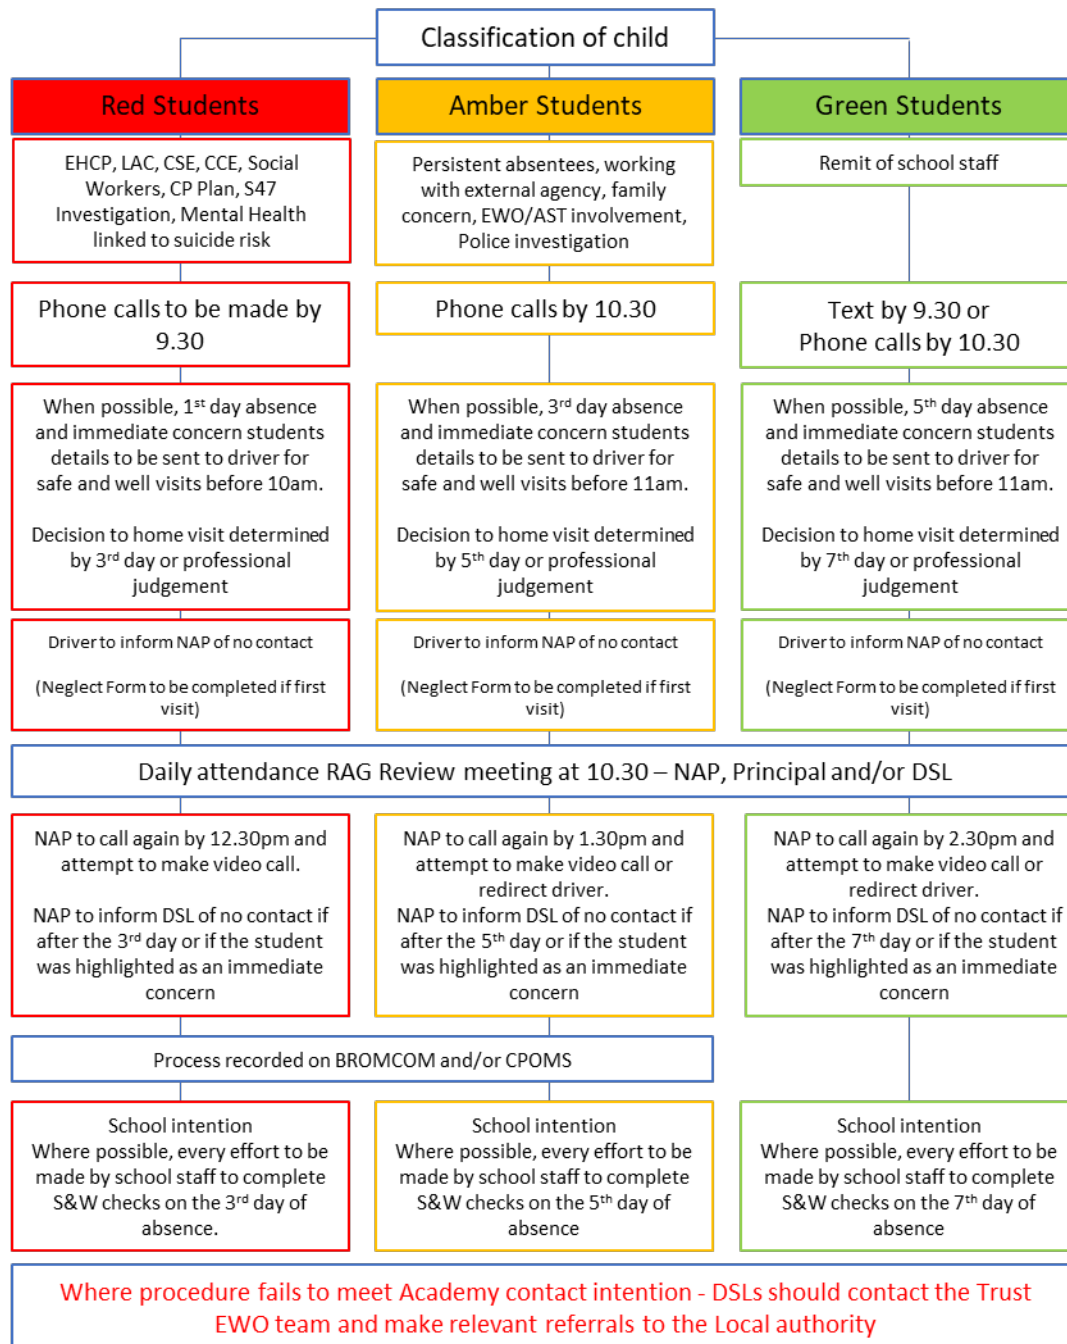 Classification of child
Red Students
Amber Students
Green Students
EHCP, LAC, CSE, CCE, Social
Workers, CP Plan, S47
Investigation, Mental Health
linked to suicide risk
Persistent absentees, working
with external agency, family
concern, EWO/AST involvement,
Police investigation
Remit of school staff
Phone calls to be made by
9.30
Phone calls by 10.30
Text by 9.30 or
Phone calls by 10.30
When possible, 1st day absence
and immediate concern students
details to be sent to driver for
safe and well visits before 10am.
Decision to home visit determined
by 3rd day or professional
judgement
When possible, 3rd day absence
and immediate concern students
details to be sent to driver for
safe and well visits before 11am.
Decision to home visit determined
by 5th day or professional
judgement
When possible, 5th day absence
and immediate concern students
details to be sent to driver for
safe and well visits before 11am.
Decision to home visit determined
by 7th day or professional
judgement
Driver to inform NAP of no contact
(Neglect Form to be completed if first
visit)
Driver to inform NAP of no contact
(Neglect Form to be completed if first
visit)
Driver to inform NAP of no contact
(Neglect Form to be completed if first
visit)
Daily attendance RAG Review meeting at 10.30 – NAP, Principal and/or DSL
NAP to call again by 12.30pm and
attempt to make video call.
NAP to inform DSL of no contact if
after the 3rd day or if the student
was highlighted as an immediate
concern
NAP to call again by 1.30pm and
attempt to make video call or
redirect driver.
NAP to inform DSL of no contact if
after the 5th day or if the student
was highlighted as an immediate
concern
NAP to call again by 2.30pm and
attempt to make video call or
redirect driver.
NAP to inform DSL of no contact if
after the 7th day or if the student
was highlighted as an immediate
concern
Process recorded on BROMCOM and/or CPOMS
School intention
Where possible, every effort to be
made by school staff to complete
S&W checks on the 3rd day of
absence.
School intention
Where possible, every effort to be
made by school staff to complete
S&W checks on the 5th day of
absence
School intention
Where possible, every effort to be
made by school staff to complete
S&W checks on the 7th day of
absence
Where procedure fails to meet Academy contact intention - DSLs should contact the Trust
EWO team and make relevant referrals to the Local authority